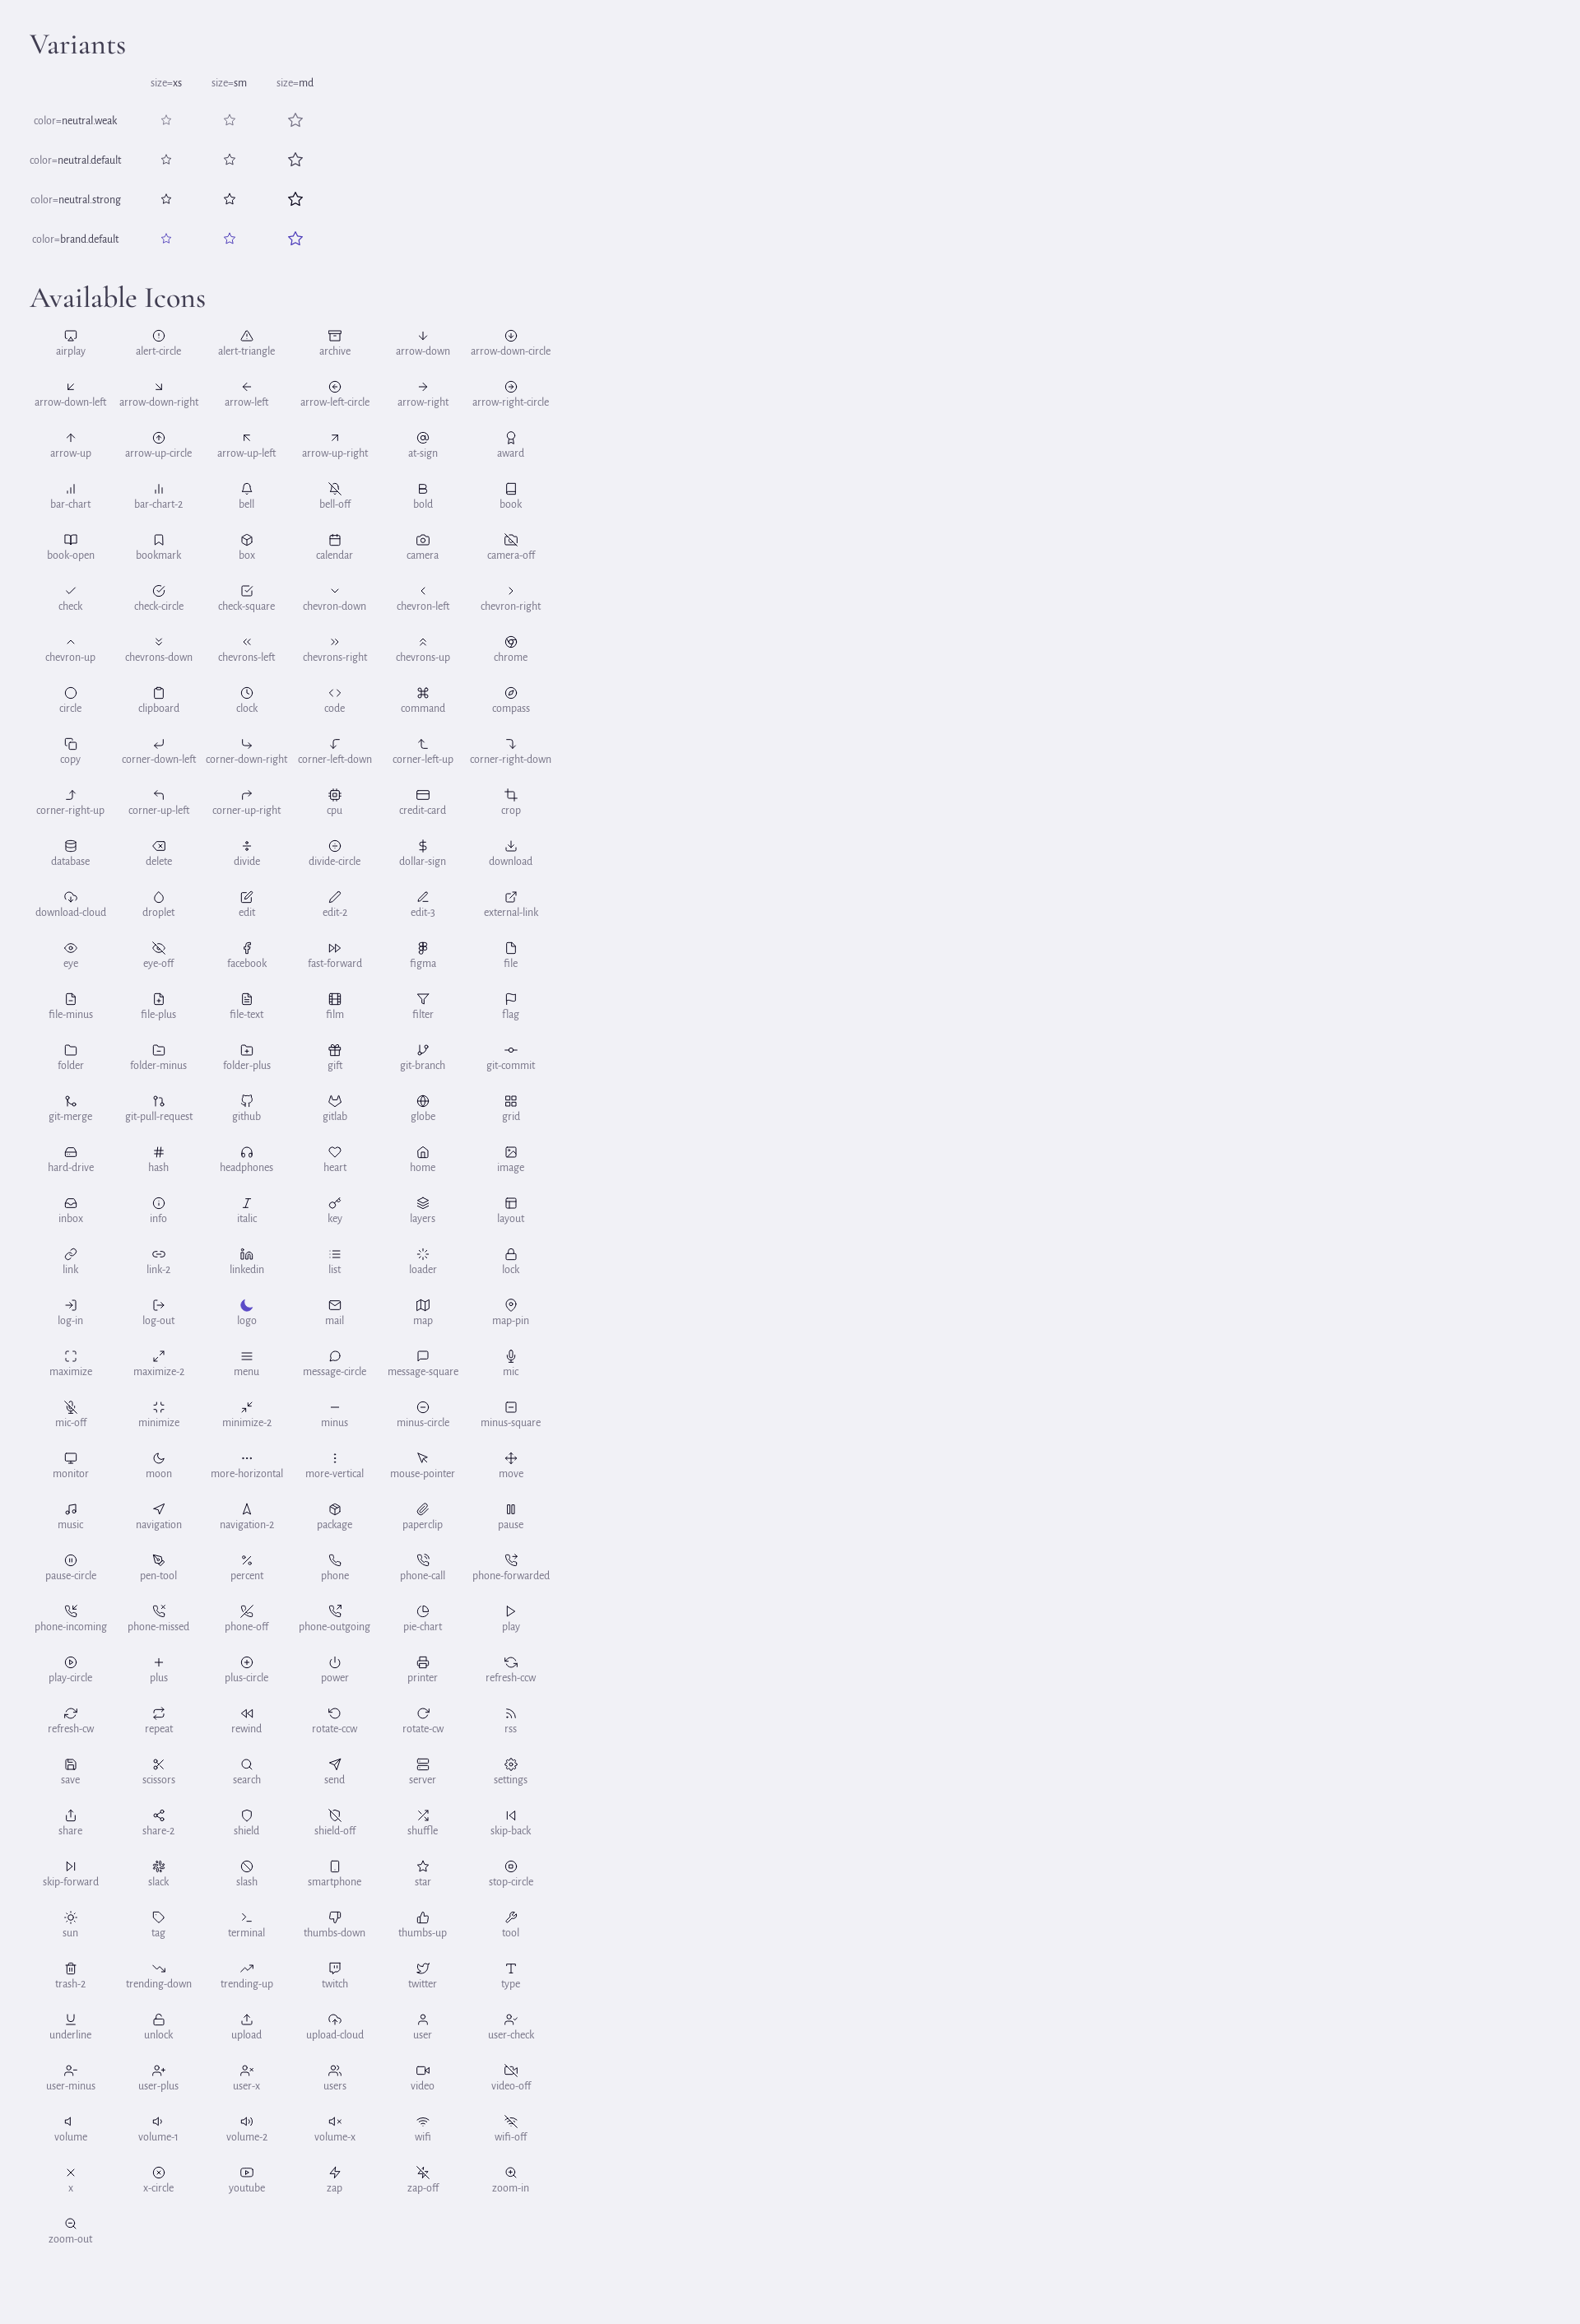 Variants
size=xs size=sm size=md
color=neutral.weak
color=neutral.default
color=neutral.strong
color=brand.default
Available Icons
airplay alert-circle alert-triangle archive arrow-down arrow-down-circle
arrow-down-left arrow-down-right arrow-left arrow-left-circle arrow-right arrow-right-circle
arrow-up arrow-up-circle arrow-up-left arrow-up-right at-sign award
bar-chart bar-chart-2 bell bell-off bold book
book-open bookmark box calendar camera camera-off
check check-circle check-square chevron-down chevron-left chevron-right
chevron-up chevrons-down chevrons-left chevrons-right chevrons-up chrome
circle clipboard clock code command compass
copy corner-down-left corner-down-right corner-left-down corner-left-up corner-right-down
corner-right-up corner-up-left corner-up-right cpu credit-card crop
database delete divide divide-circle dollar-sign download
download-cloud droplet edit edit-2 edit-3 external-link
eye eye-off facebook fast-forward figma file
file-minus file-plus file-text film filter flag
folder folder-minus folder-plus gift git-branch git-commit
git-merge git-pull-request github gitlab globe grid
hard-drive hash headphones heart home image
inbox info italic key layers layout
link link-2 linkedin list loader lock
log-in log-out logo mail map map-pin
maximize maximize-2 menu message-circle message-square mic
mic-off minimize minimize-2 minus minus-circle minus-square
monitor moon more-horizontal more-vertical mouse-pointer move
music navigation navigation-2 package paperclip pause
pause-circle pen-tool percent phone phone-call phone-forwarded
phone-incoming phone-missed phone-off phone-outgoing pie-chart play
play-circle plus plus-circle power printer refresh-ccw
refresh-cw repeat rewind rotate-ccw rotate-cw rss
save scissors search send server settings
share share-2 shield shield-off shuffle skip-back
skip-forward slack slash smartphone star stop-circle
sun tag terminal thumbs-down thumbs-up tool
trash-2 trending-down trending-up twitch twitter type
underline unlock upload upload-cloud user user-check
user-minus user-plus user-x users video video-off
volume volume-1 volume-2 volume-x wifi wifi-off
x x-circle youtube zap zap-off zoom-in
zoom-out